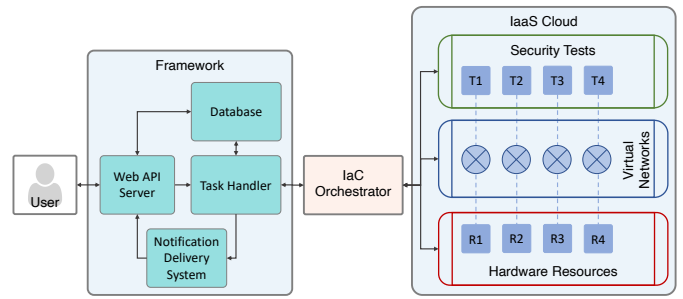 IaaS Cloud
Security Tests
T1 T2 T3 T4
Framework
Database
User
Web API
Server
Task Handler
IaC
Orchestrator
Virtual
Networks
Notification
Delivery
System
R1 R2 R3 R4
Hardware Resources